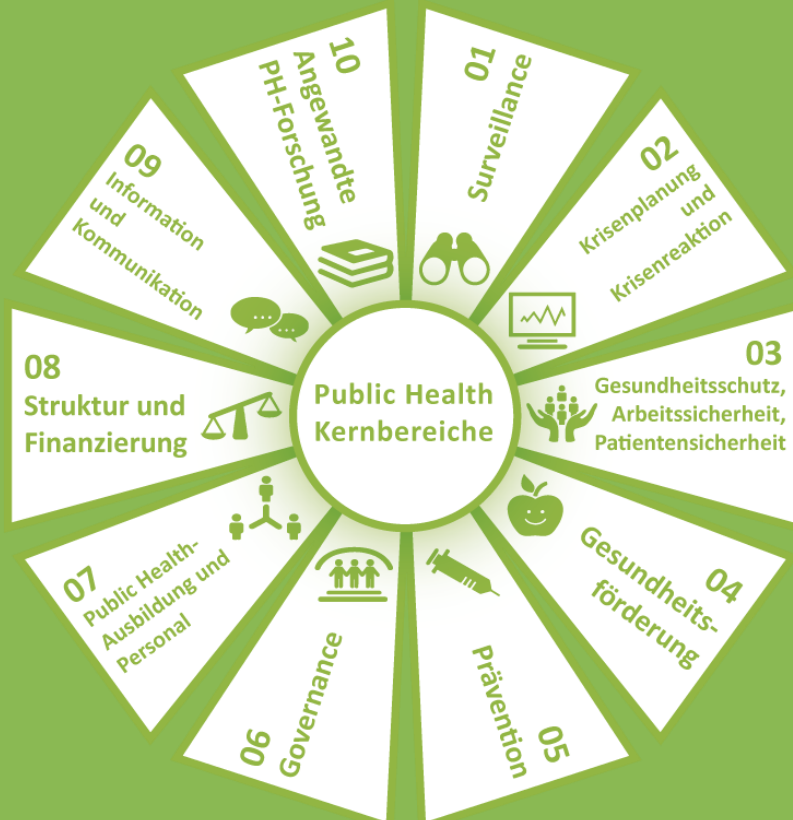 Public Health
Kernbereiche
01
Surveillance
02
Krisenplanung
und
Krisenreaktion
03
Gesundheitsschutz,
Arbeitssicherheit,
Patientensicherheit
04
Gesundheits-
förderung
05
Prävention
06
Governance
07
Public Health-
Ausbildung und
Personal
08
Struktur und
Finanzierung
09
Information
und
Kommunikation
10
Angewandte
PH-Forschung